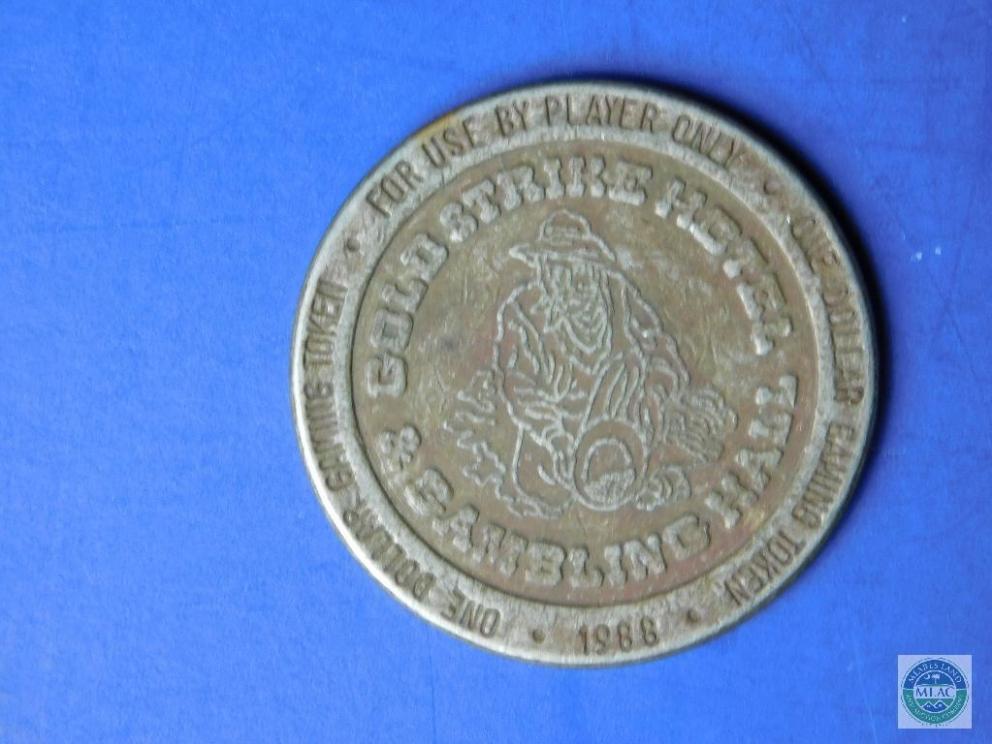 FOR USE BY PLAYER ONLY • ONE DOLLAR GAMING TOKEN • 1988 • ONE DOLLAR GAMING TOKEN •
GOLD STRIKE HOTEL
& GAMBLING HALL
MLAC